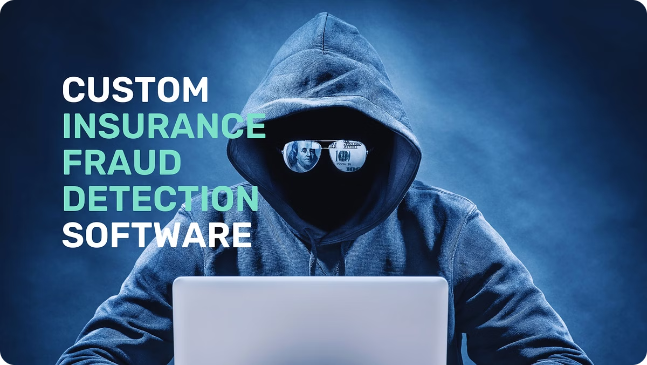 CUSTOM
INSURANCE
FRAUD
DETECTION
SOFTWARE